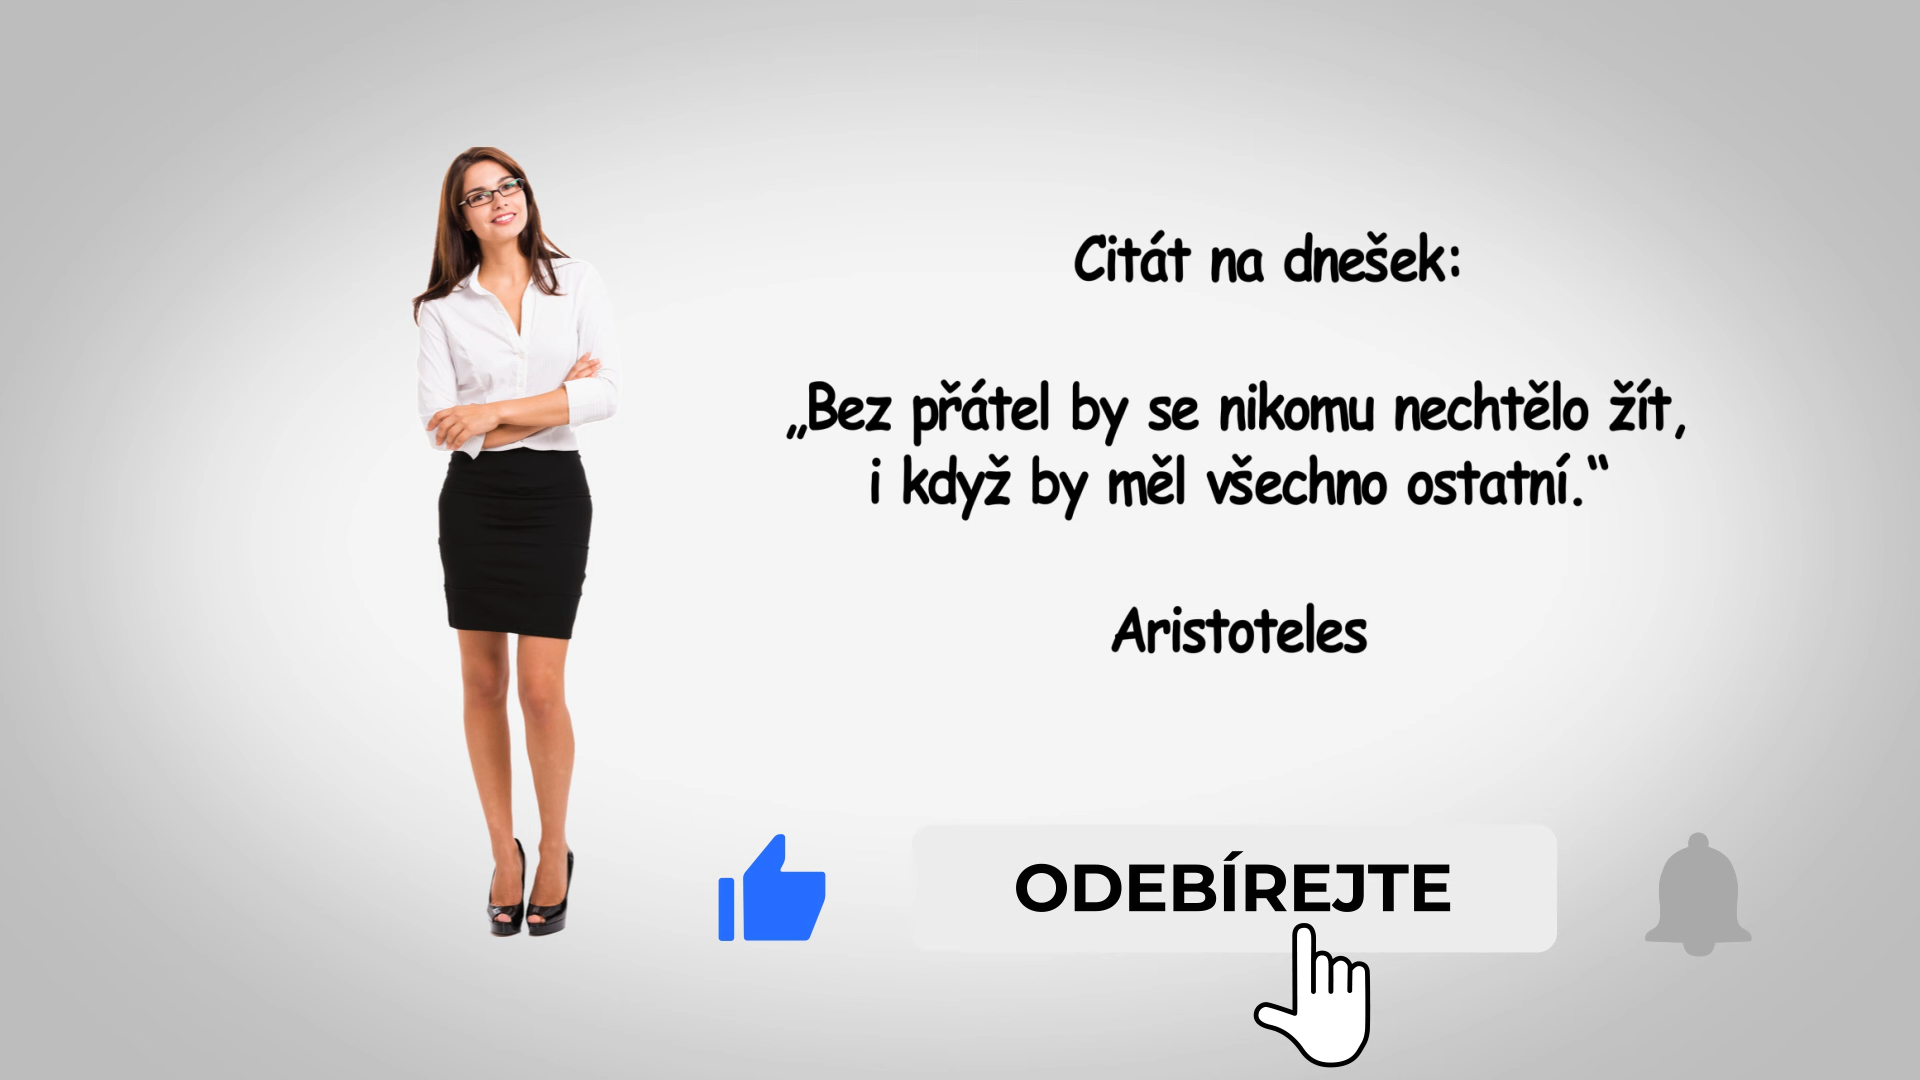 Citát na dnešek:
„Bez přátel by se nikomu nechtělo žít,
i když by měl všechno ostatní.“
Aristoteles
ODEBÍREJTE